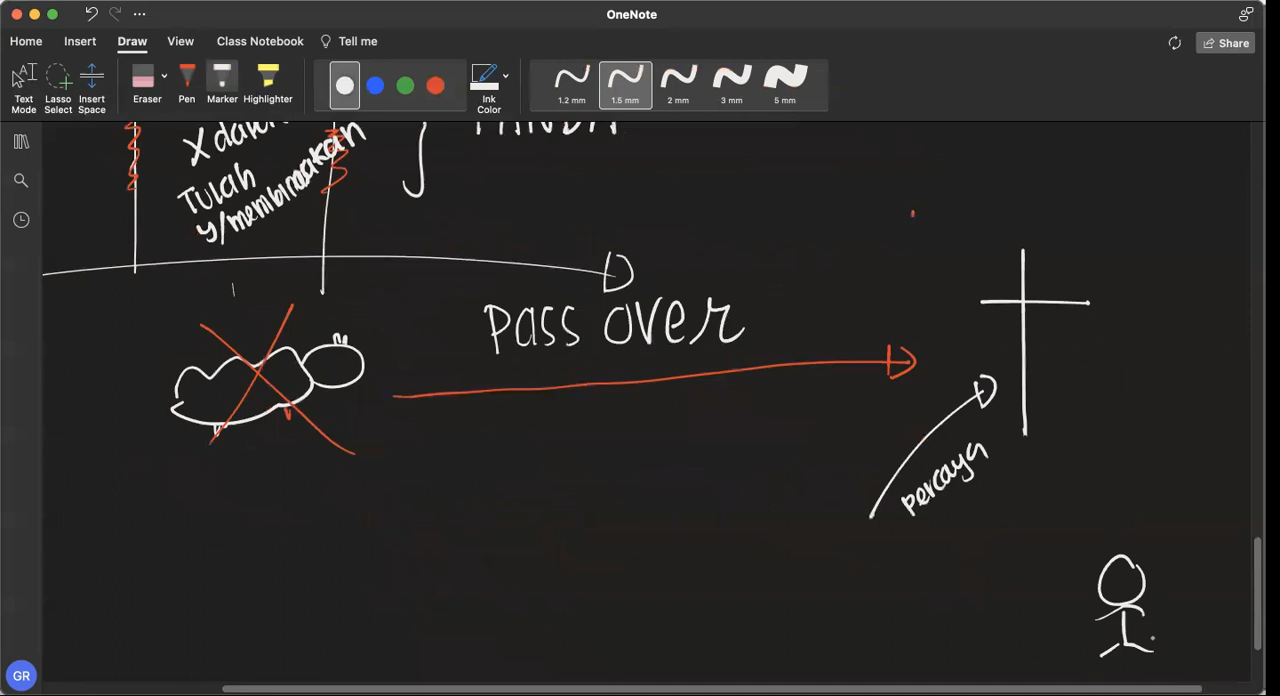 OneNote
Home Insert Draw View Class Notebook Tell me
Share
Text Mode
Lasso Select
Insert Space
Eraser
Pen
Marker
Highlighter
Ink Color
1.2 mm
1.5 mm
2 mm
3 mm
5 mm
X
Tulah
y/membinasakan
Pass over
percaya
GR